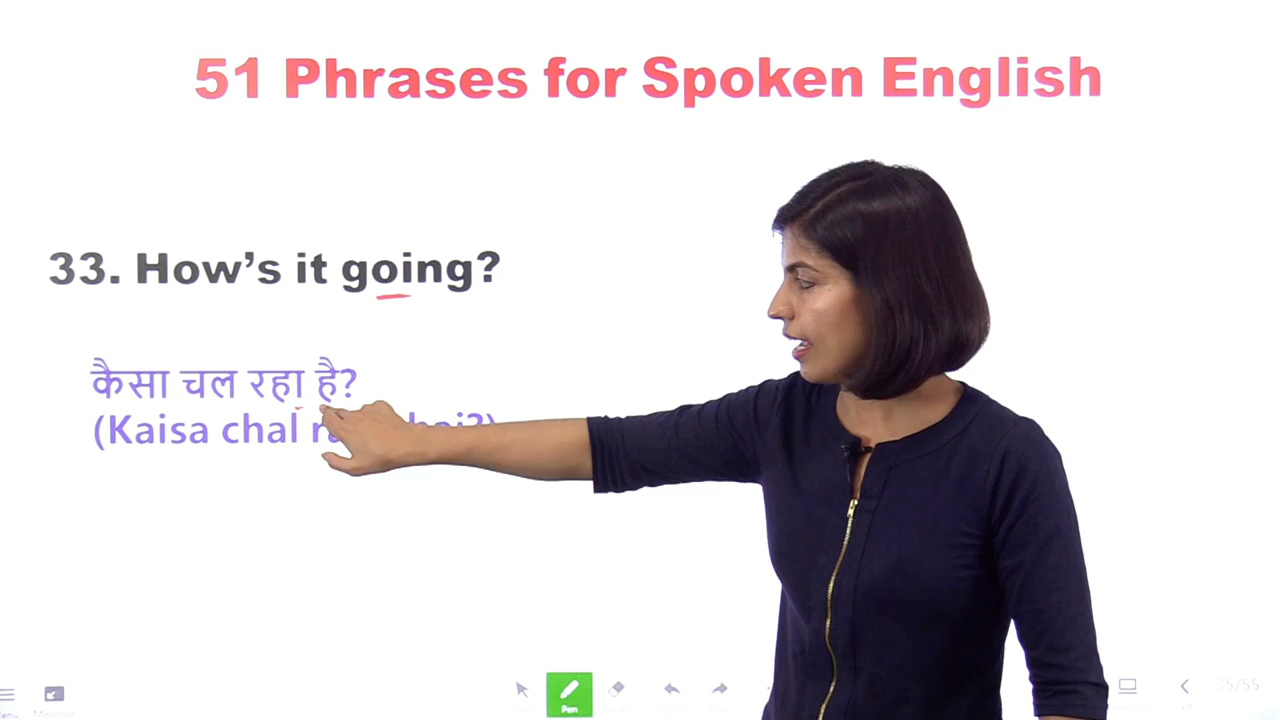 51 Phrases for Spoken English
33. How's it going?
कैसा चल रहा है?
(Kaisa chal
Pen